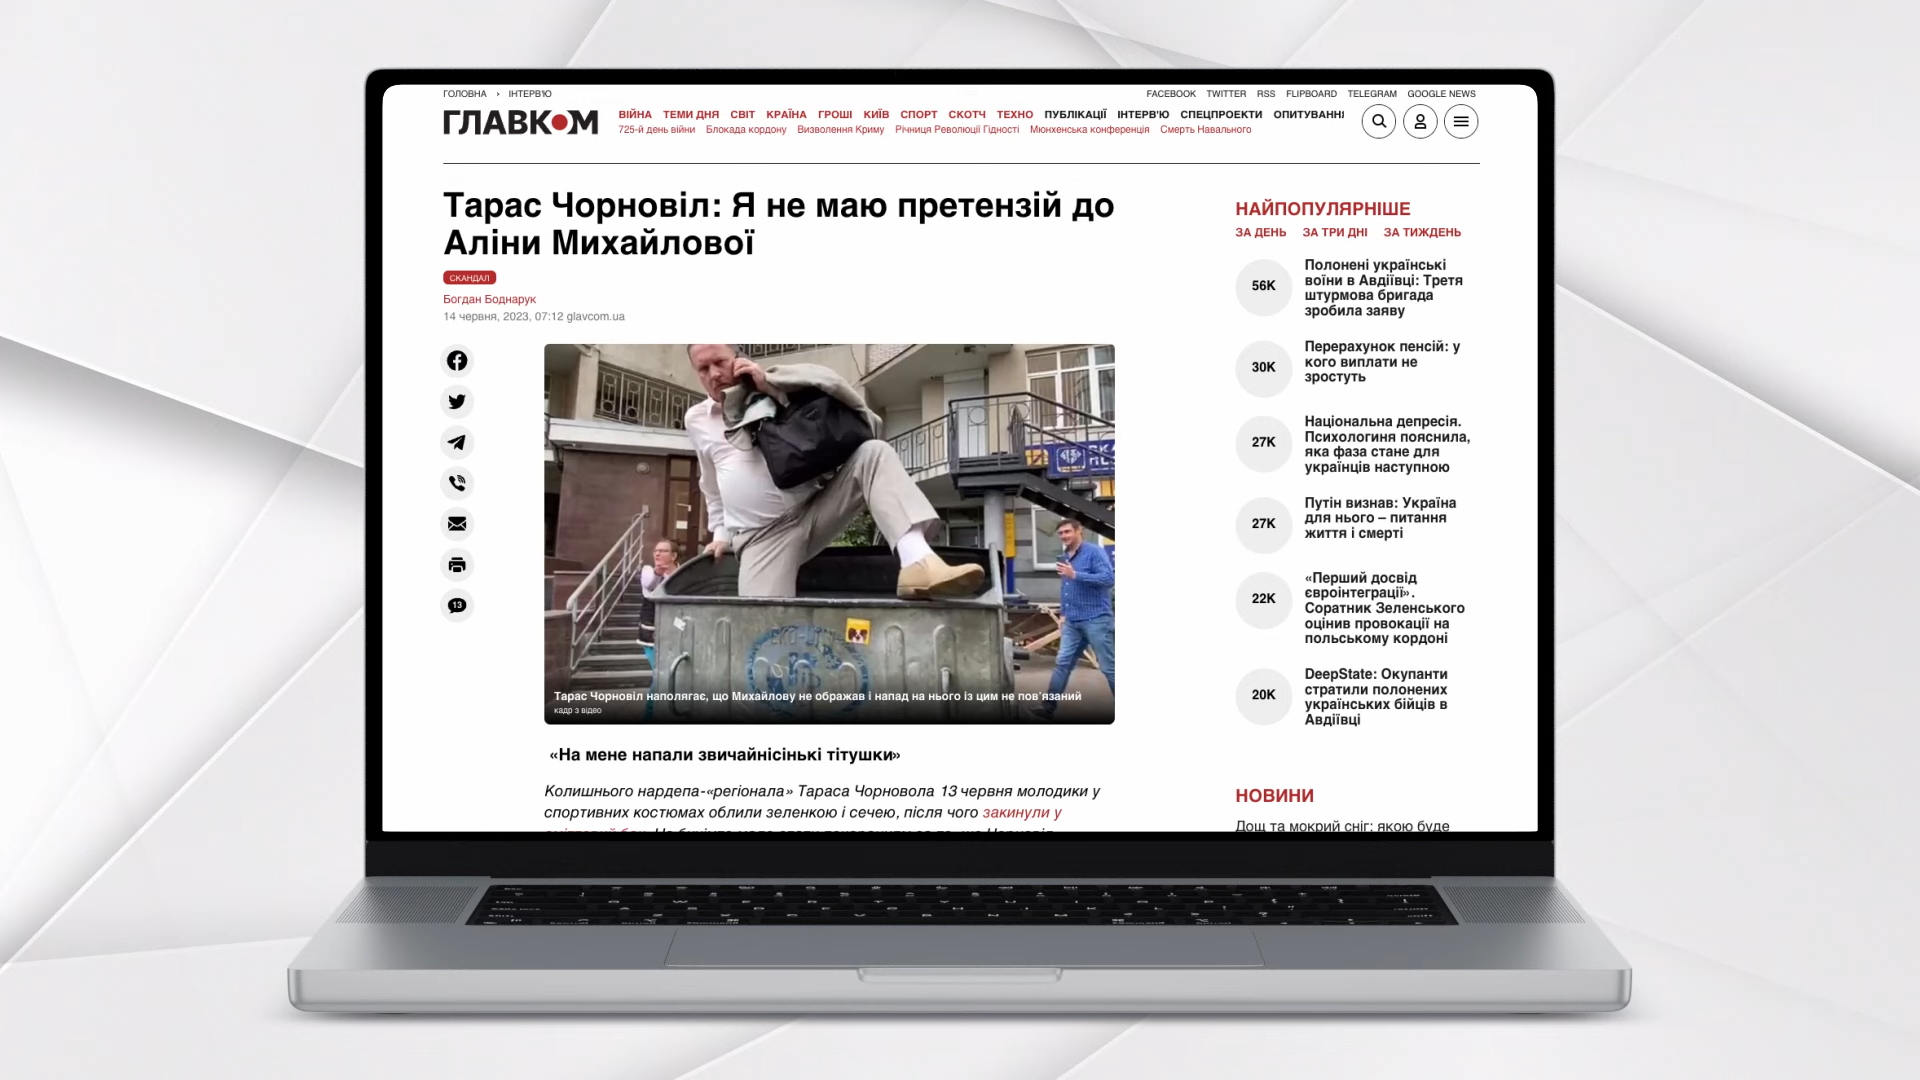 ГОЛОВНА › ІНТЕРВ'Ю
FACEBOOK TWITTER RSS FLIPBOARD TELEGRAM GOOGLE NEWS
ГЛАВКОМ
ВІЙНА ТЕМИ ДНЯ СВІТ КРАЇНА ГРОШІ КИЇВ СПОРТ СКОТЧ ТЕХНО ПУБЛІКАЦІЇ ІНТЕРВ'Ю СПЕЦПРОЕКТИ ОПИТУВАННЯ
725-й день війни Блокада кордону Визволення Криму Річниця Революції Гідності Мюнхенська конференція Смерть Навального
Тарас Чорновіл: Я не маю претензій до
Аліни Михайлової
СКАНДАЛ
Богдан Боднарук
14 червня, 2023, 07:12 glavcom.ua
13
Тарас Чорновіл наполягає, що Михайлову не ображав і напад на нього із цим не пов'язаний
кадр з відео
«На мене напали звичайнісінькі тітушки»
Колишнього нардепа-«регіонала» Тараса Чорновола 13 червня молодики у
спортивних костюмах облили зеленкою і сечею, після чого закинули у
НАЙПОПУЛЯРНІШЕ
ЗА ДЕНЬ ЗА ТРИ ДНІ ЗА ТИЖДЕНЬ
56K
Полонені українські
воїни в Авдіївці: Третя
штурмова бригада
зробила заяву
30K
Перерахунок пенсій: у
кого виплати не
зростуть
27K
Національна депресія.
Психологиня пояснила,
яка фаза стане для
українців наступною
27K
Путін визнав: Україна
для нього – питання
життя і смерті
22K
«Перший досвід
євроінтеграції».
Соратник Зеленського
оцінив провокації на
польському кордоні
20K
DeepState: Окупанти
стратили полонених
українських бійців в
Авдіївці
НОВИНИ
Дощ та мокрий сніг: якою буде